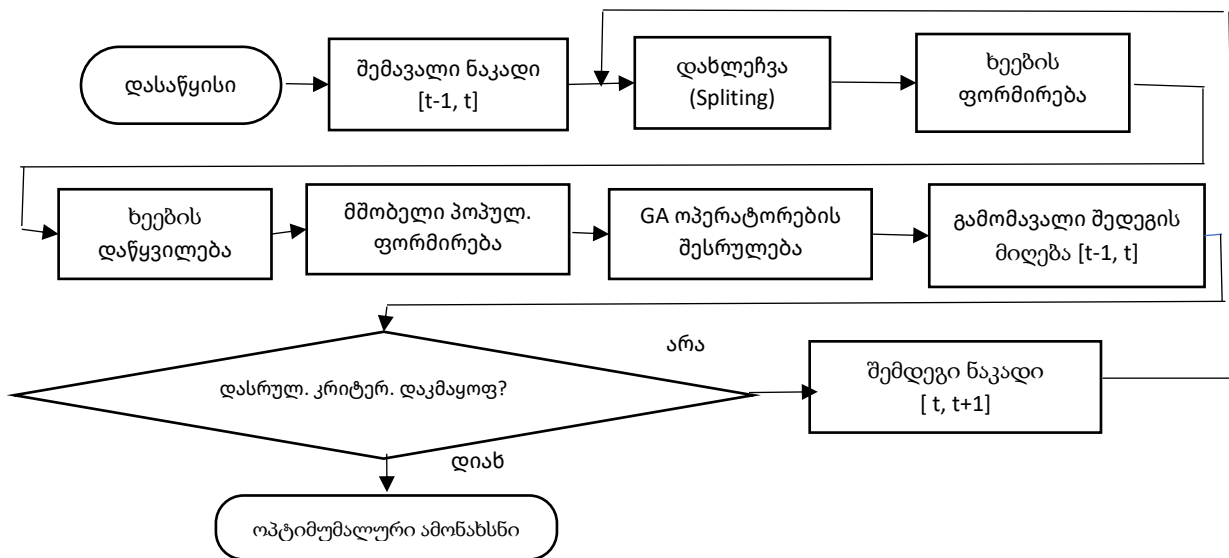 დასაწყისი
შემავალი ნაკადი
[t-1, t]
დახლეჩვა
(Spliting)
ხეების
ფორმირება
ხეების
დაწყვილება
მშობელი პოპულ.
ფორმირება
GA ოპერატორების
შესრულება
გამომავალი შედეგის
მიღება [t-1, t]
დასრულ. კრიტერ. დაკმაყოფ?
არა
შემდეგი ნაკადი
[ t, t+1]
დიახ
ოპტიმუმალური ამონახსნი